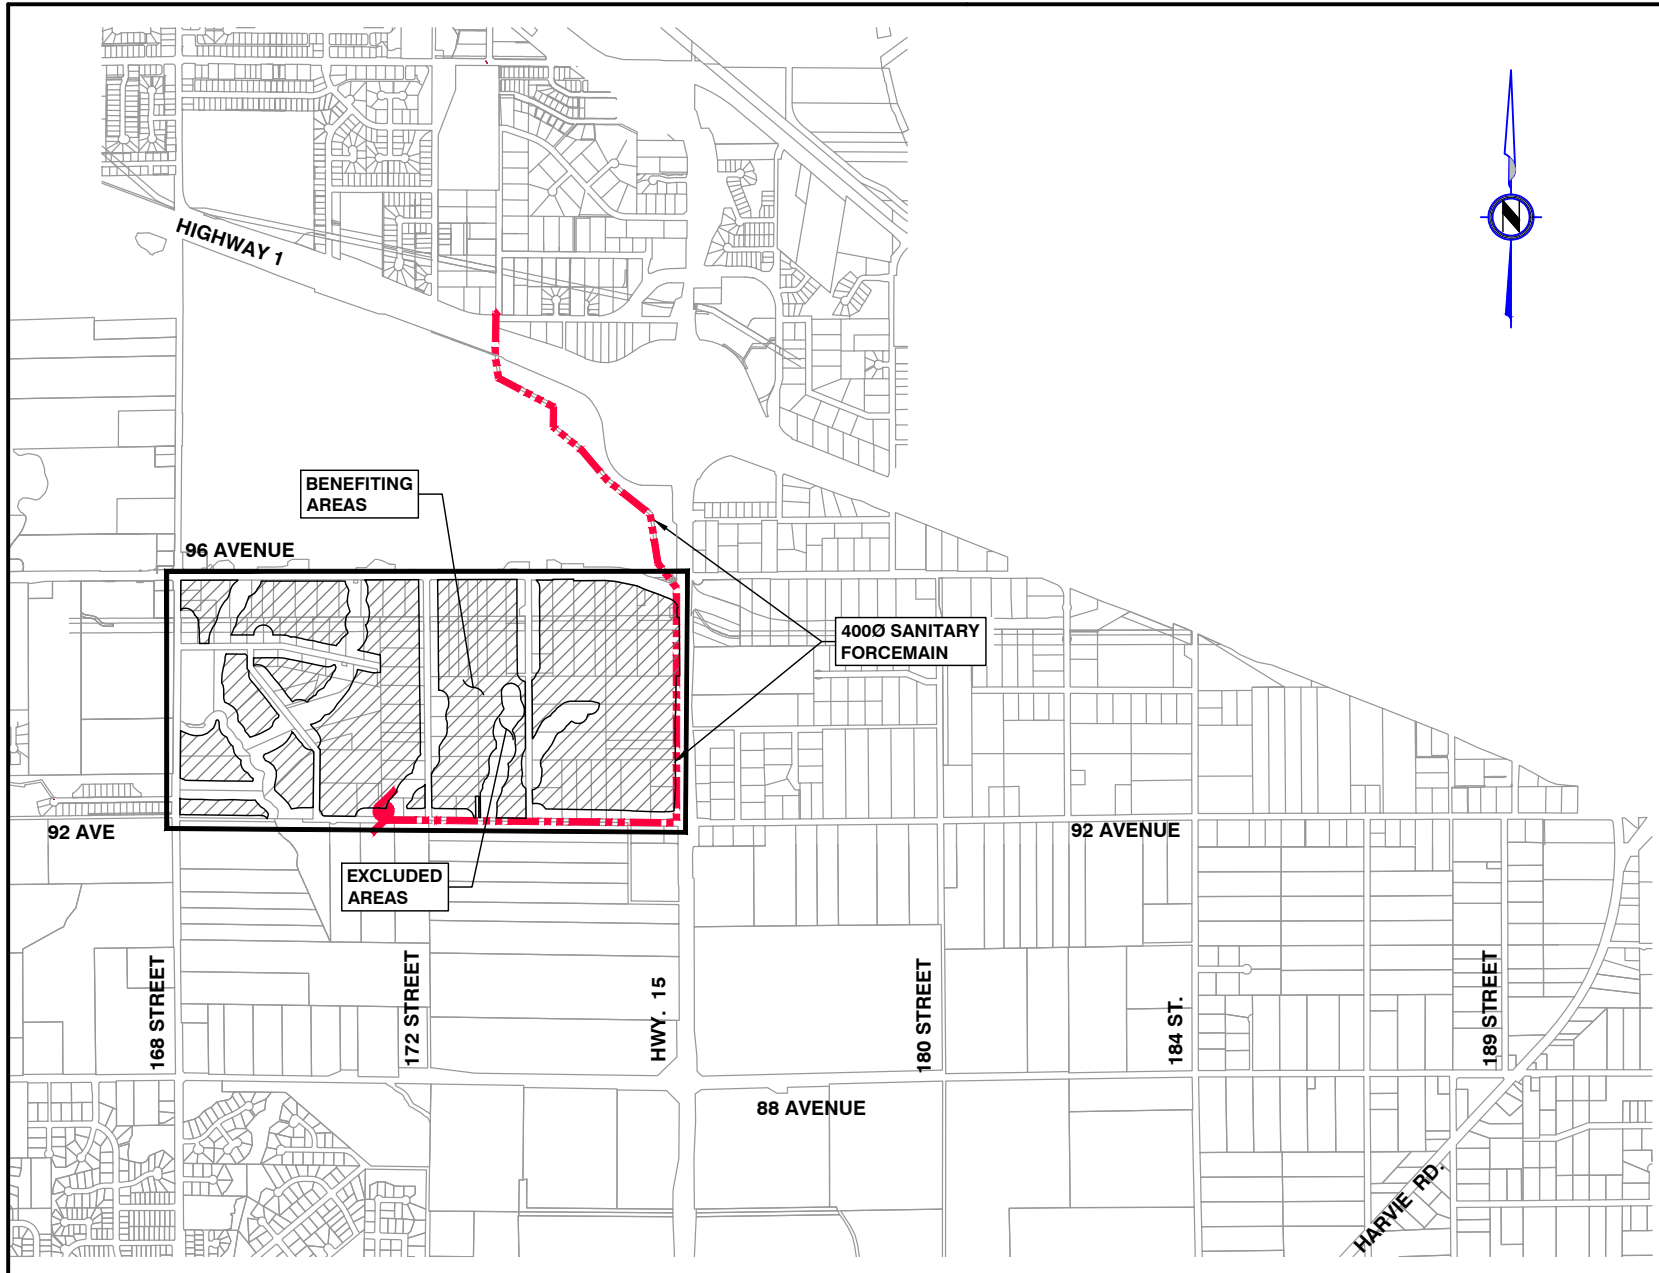 HIGHWAY 1
BENEFITING
AREAS
96 AVENUE
400Ø SANITARY
FORCEMAIN
92 AVE
92 AVENUE
EXCLUDED
AREAS
168 STREET
172 STREET
HWY. 15
180 STREET
184 ST.
189 STREET
88 AVENUE
HARVIE RD.
N